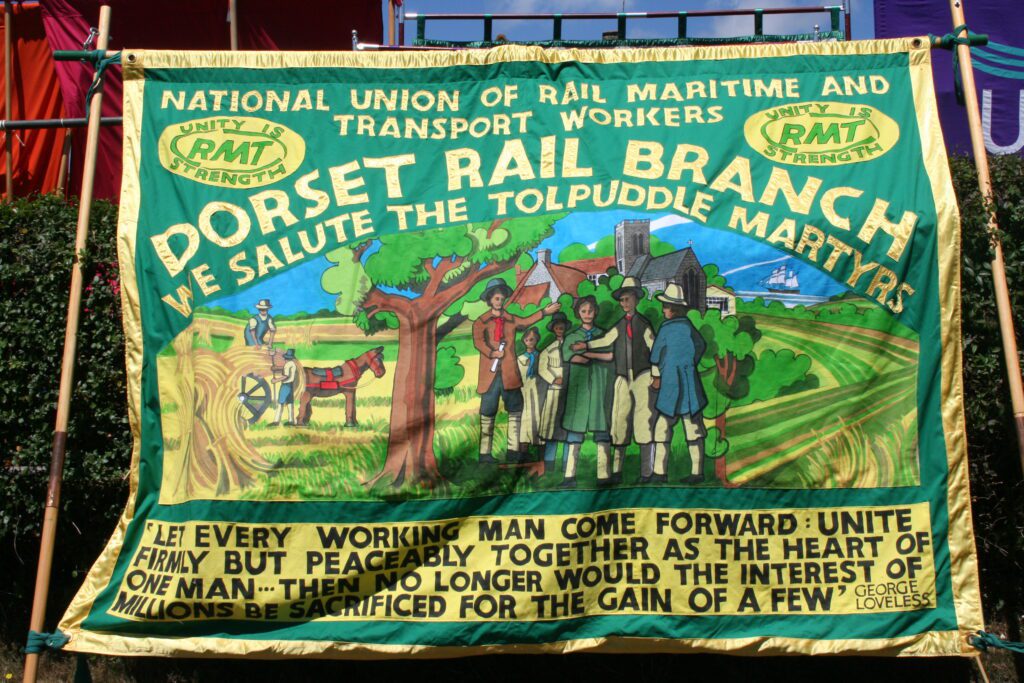 NATIONAL UNION OF RAIL MARITIME AND
TRANSPORT WORKERS
UNITY IS
RMT
STRENGTH
UNITY IS
RMT
STRENGTH
DORSET RAIL BRANCH
WE SALUTE THE TOLPUDDLE MARTYRS
'LET EVERY WORKING MAN COME FORWARD: UNITE
FIRMLY BUT PEACEABLY TOGETHER AS THE HEART OF
ONE MAN... THEN NO LONGER WOULD THE INTEREST OF
MILLIONS BE SACRIFICED FOR THE GAIN OF A FEW'
GEORGE
LOVELESS